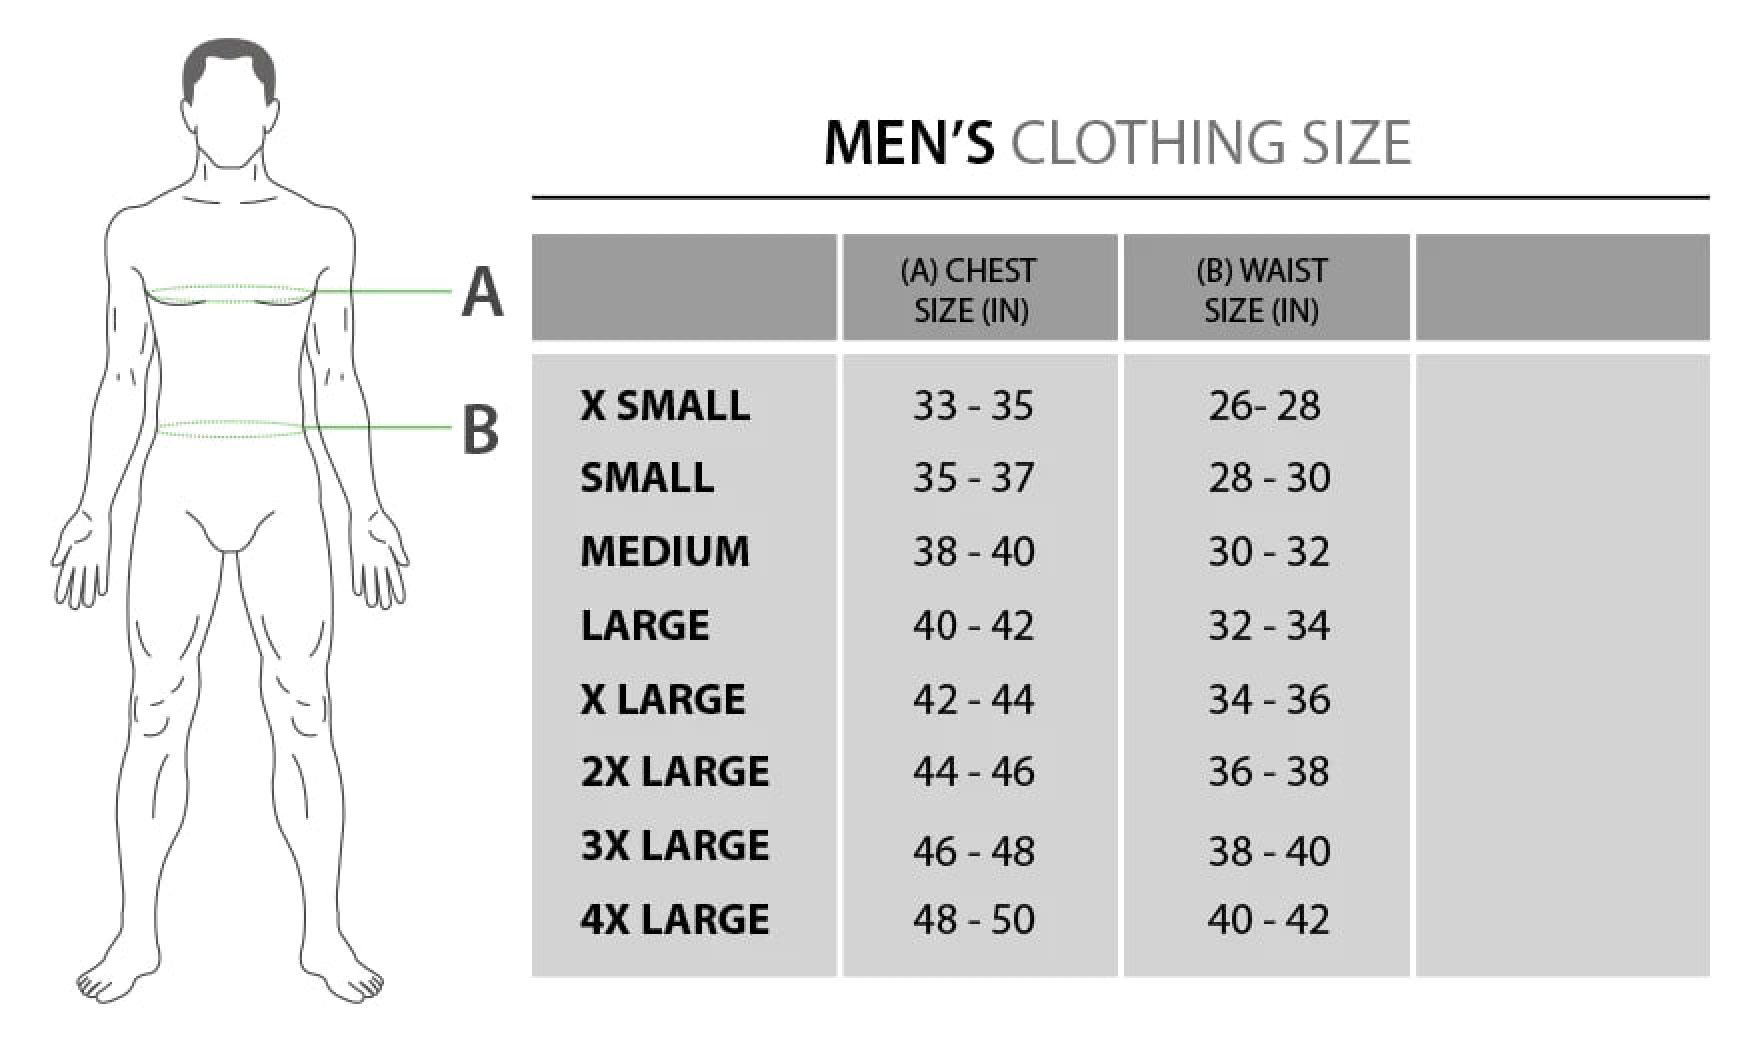 MEN'S CLOTHING SIZE
(A) CHEST SIZE (IN)
(B) WAIST SIZE (IN)
A
B
X SMALL 33 - 35 26- 28
SMALL 35 - 37 28 - 30
MEDIUM 38 - 40 30 - 32
LARGE 40 - 42 32 - 34
X LARGE 42 - 44 34 - 36
2X LARGE 44 - 46 36 - 38
3X LARGE 46 - 48 38 - 40
4X LARGE 48 - 50 40 - 42